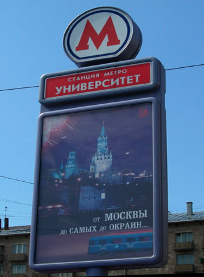 М
СТАНЦИЯ МЕТРО
УНИВЕРСИТЕТ
ОТ МОСКВЫ
ДО САМЫХ ДО ОКРАИН...